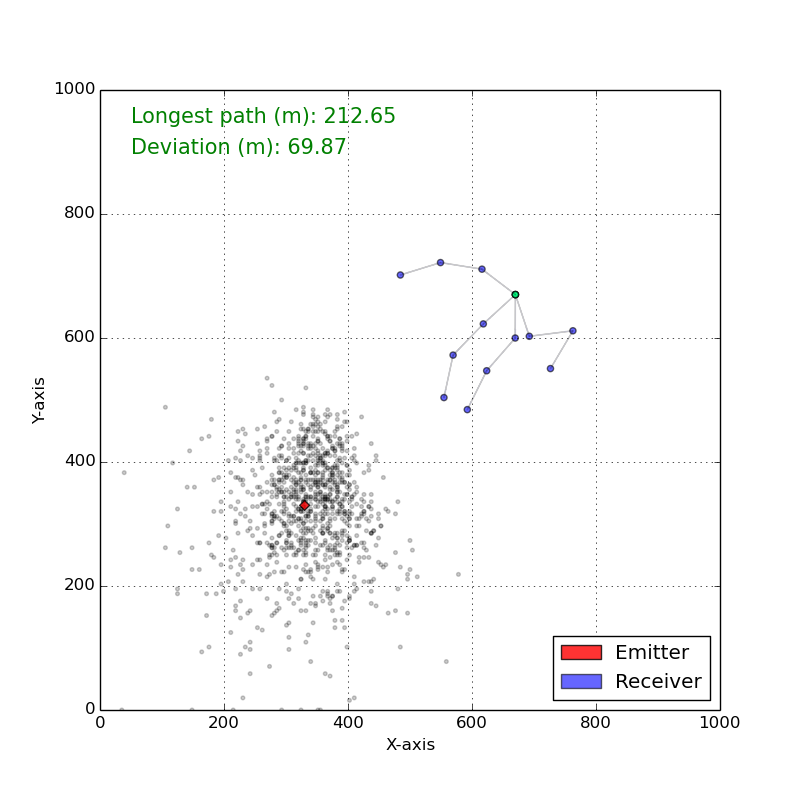 Longest path (m): 212.65
Deviation (m): 69.87
1000
800
600
400
200
0
Y-axis
0 200 400 600 800 1000
X-axis
Emitter
Receiver